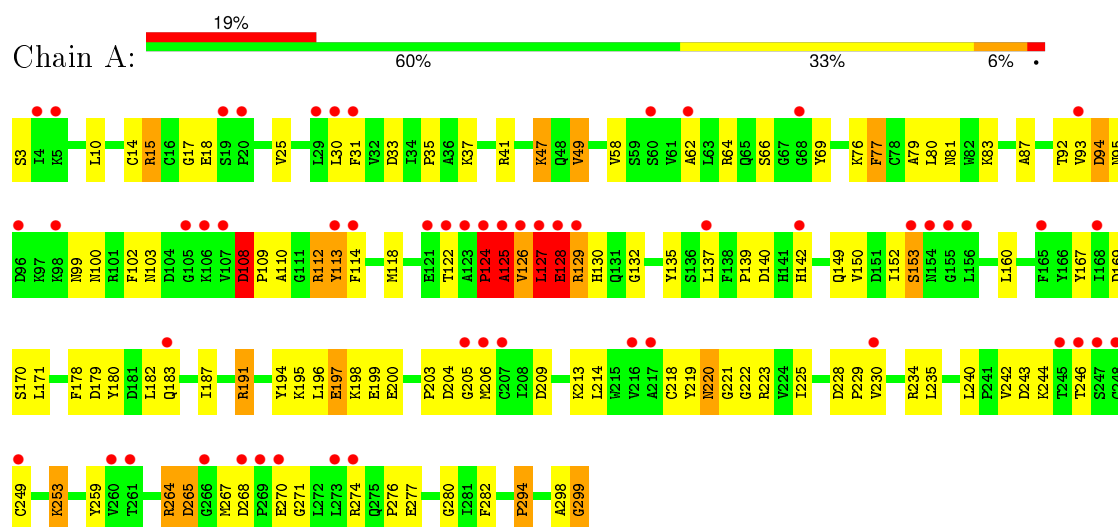 19%
Chain A:
60% 33% 6% •
S3 I4 K5 L10 C14 R15 C16 G17 E18 S19 P20 V25 L29 L30 F31 V32 D33 I34 P35 A36 K37 R41 K47 Q48 V49 V58 S59 S60 V61 A62 L63 R64 Q65 S66 G67 G68 Y69 K76 F77 C78 A79 L80 N81 W82 K83 A87 T92 V93 D94 N95
D96 K97 K98 N99 N100 R101 F102 N103 D104 G105 K106 V107 D108 P109 A110 G111 R112 Y113 F114 M118 E121 T122 A123 P124 A125 V126 L127 E128 R129 H130 Q131 G132 Y135 S136 L137 F138 P139 D140 H141 H142 Q149 V150 D151 I152 S153 N154 G155 L156 L160 F165 Y166 Y167 I168 D169
S170 L171 F178 D179 Y180 D181 L182 Q183 I187 R191 Y194 K195 L196 E197 K198 E199 E200 P203 D204 G205 M206 C207 I208 D209 K213 L214 W215 V216 A217 C218 Y219 N220 G221 G222 R223 V224 I225 D228 P229 V230 R234 L235 L240 P241 V242 D243 K244 T245 T246 S247 C248
C249 K253 Y259 V260 T261 R264 D265 G266 M267 D268 P269 E270 G271 L272 L273 R274 Q275 P276 E277 G280 I281 F282 P294 A298 G299